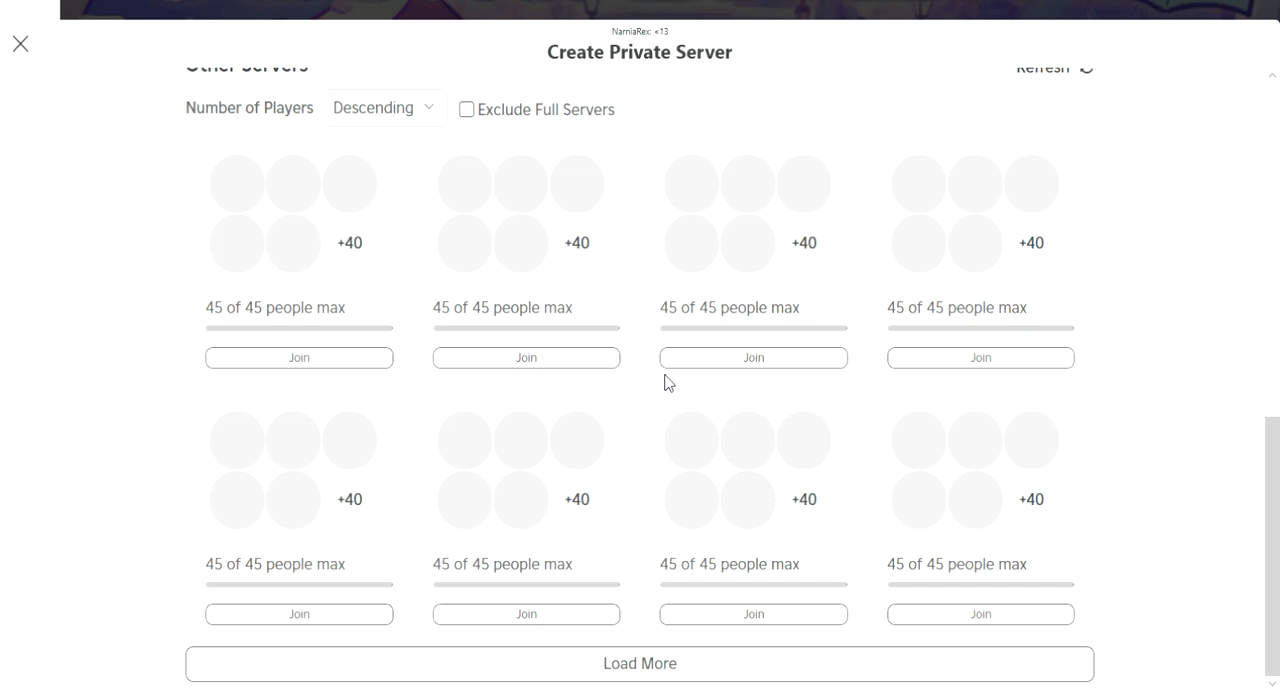 NarniaRex: <13
Create Private Server
Other Servers
Refresh
Number of Players Descending Exclude Full Servers
+40 +40 +40 +40
45 of 45 people max 45 of 45 people max 45 of 45 people max 45 of 45 people max
Join Join Join Join
+40 +40 +40 +40
45 of 45 people max 45 of 45 people max 45 of 45 people max 45 of 45 people max
Join Join Join Join
Load More